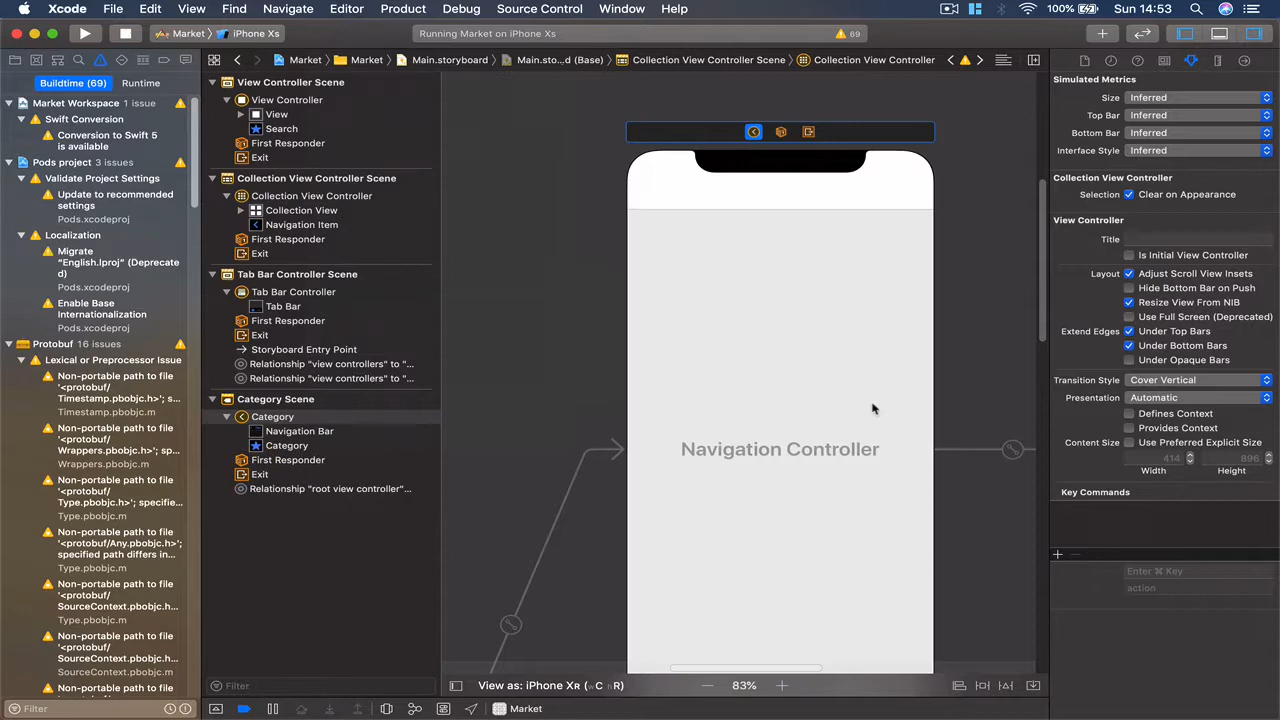 Xcode File Edit View Find Navigate Editor Product Debug Source Control Window Help 100% Sun 14:53
Market iPhone Xs Running Market on iPhone Xs 69
Market Market Main.storyboard Main.sto...d (Base) Collection View Controller Scene Collection View Controller
Buildtime (69) Runtime
Market Workspace 1 issue
Swift Conversion
Conversion to Swift 5
is available
Pods project 3 issues
Validate Project Settings
Update to recommended
settings
Pods.xcodeproj
Localization
Migrate
“English.lproj” (Deprecate
d)
Pods.xcodeproj
Enable Base
Internationalization
Pods.xcodeproj
Protobuf 16 issues
Lexical or Preprocessor Issue
Non-portable path to file
'<protobuf/
Timestamp.pbobjc.h>'; s...
Timestamp.pbobjc.m
Non-portable path to file
'<protobuf/
Wrappers.pbobjc.h>'; sp...
Wrappers.pbobjc.m
Non-portable path to file
'<protobuf/
Type.pbobjc.h>'; specifie...
Type.pbobjc.m
Non-portable path to file
'<protobuf/Any.pbobjc.h>';
specified path differs in...
Type.pbobjc.m
Non-portable path to file
'<protobuf/
SourceContext.pbobjc.h...
Type.pbobjc.m
Non-portable path to file
'<protobuf/
SourceContext.pbobjc.h...
SourceContext.pbobjc.m
Non-portable path to file
Filter
View Controller Scene
View Controller
View
Search
First Responder
Exit
Collection View Controller Scene
Collection View Controller
Collection View
Navigation Item
First Responder
Exit
Tab Bar Controller Scene
Tab Bar Controller
Tab Bar
First Responder
Exit
Storyboard Entry Point
Relationship "view controllers" to "...
Relationship "view controllers" to "...
Category Scene
Category
Navigation Bar
Category
First Responder
Exit
Relationship "root view controller"...
Filter
Navigation Controller
View as: iPhone XR (wC hR) 83%
Market
Simulated Metrics
Size Inferred
Top Bar Inferred
Bottom Bar Inferred
Interface Style Inferred
Collection View Controller
Selection Clear on Appearance
View Controller
Title
Is Initial View Controller
Layout Adjust Scroll View Insets
Hide Bottom Bar on Push
Resize View From NIB
Use Full Screen (Deprecated)
Extend Edges Under Top Bars
Under Bottom Bars
Under Opaque Bars
Transition Style Cover Vertical
Presentation Automatic
Defines Context
Provides Context
Content Size Use Preferred Explicit Size
414 896
Width Height
Key Commands
Enter ⌘ Key
action